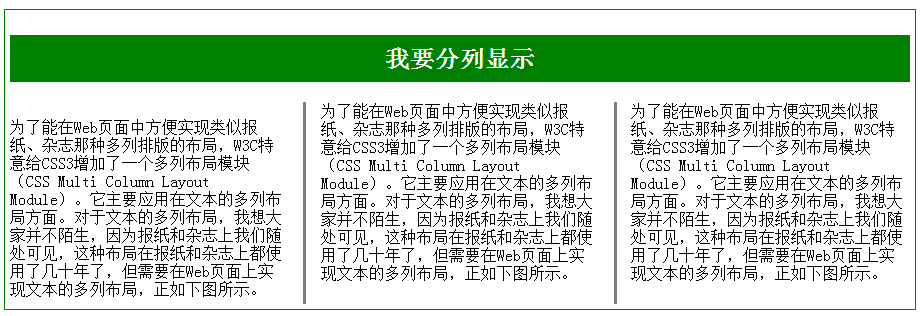 我要分列显示
为了能在Web页面中方便实现类似报
纸、杂志那种多列排版的布局，W3C特
意给CSS3增加了一个多列布局模块
（CSS Multi Column Layout
Module）。它主要应用在文本的多列布
局方面。对于文本的多列布局，我想大
家并不陌生，因为报纸和杂志上我们随
处可见，这种布局在报纸和杂志上都使
用了几十年了，但需要在Web页面上实
现文本的多列布局，正如下图所示。
为了能在Web页面中方便实现类似报
纸、杂志那种多列排版的布局，W3C特
意给CSS3增加了一个多列布局模块
（CSS Multi Column Layout
Module）。它主要应用在文本的多列布
局方面。对于文本的多列布局，我想大
家并不陌生，因为报纸和杂志上我们随
处可见，这种布局在报纸和杂志上都使
用了几十年了，但需要在Web页面上实
现文本的多列布局，正如下图所示。
为了能在Web页面中方便实现类似报
纸、杂志那种多列排版的布局，W3C特
意给CSS3增加了一个多列布局模块
（CSS Multi Column Layout
Module）。它主要应用在文本的多列布
局方面。对于文本的多列布局，我想大
家并不陌生，因为报纸和杂志上我们随
处可见，这种布局在报纸和杂志上都使
用了几十年了，但需要在Web页面上实
现文本的多列布局，正如下图所示。